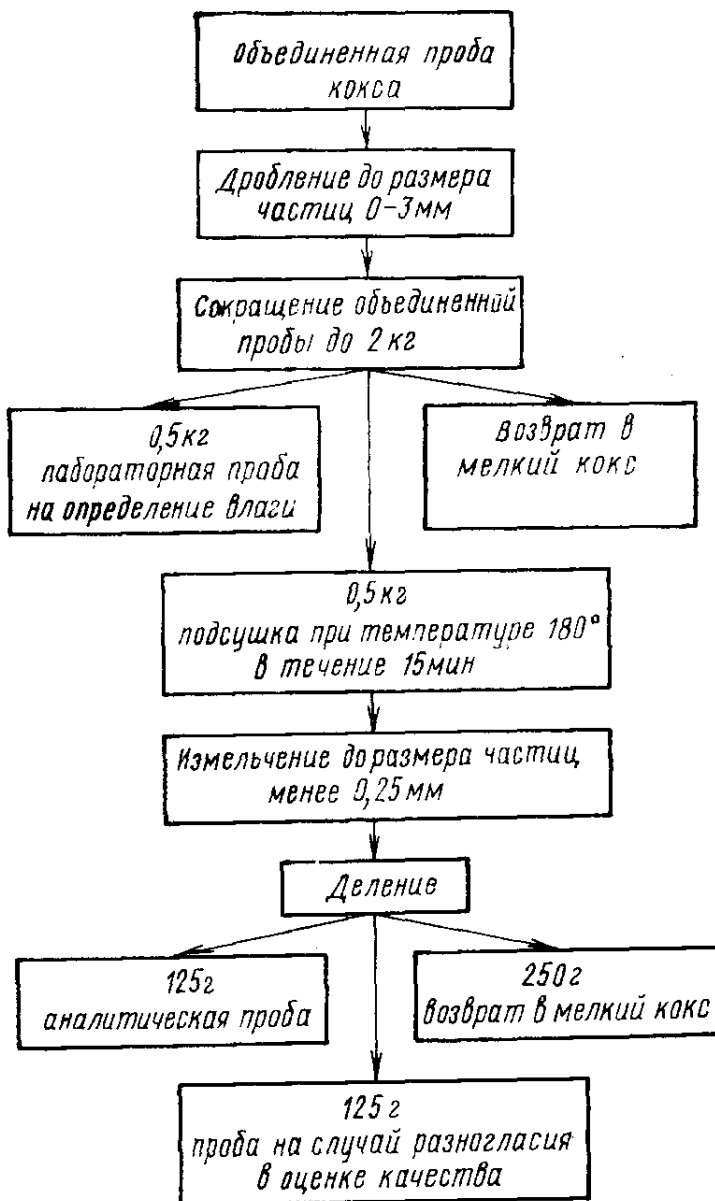 Объединенная проба
кокса
Дробление до размера
частиц 0-3мм
Сокращение объединенной
пробы до 2 кг
0,5кг
лабораторная проба
на определение влаги
Возврат в
мелкий кокс
0,5кг
подсушка при температуре 180°
в течение 15мин
Измельчение до размера частиц
менее 0,25мм
Деление
125г
аналитическая проба
250г
возврат в мелкий кокс
125г
проба на случай разногласия
в оценке качества